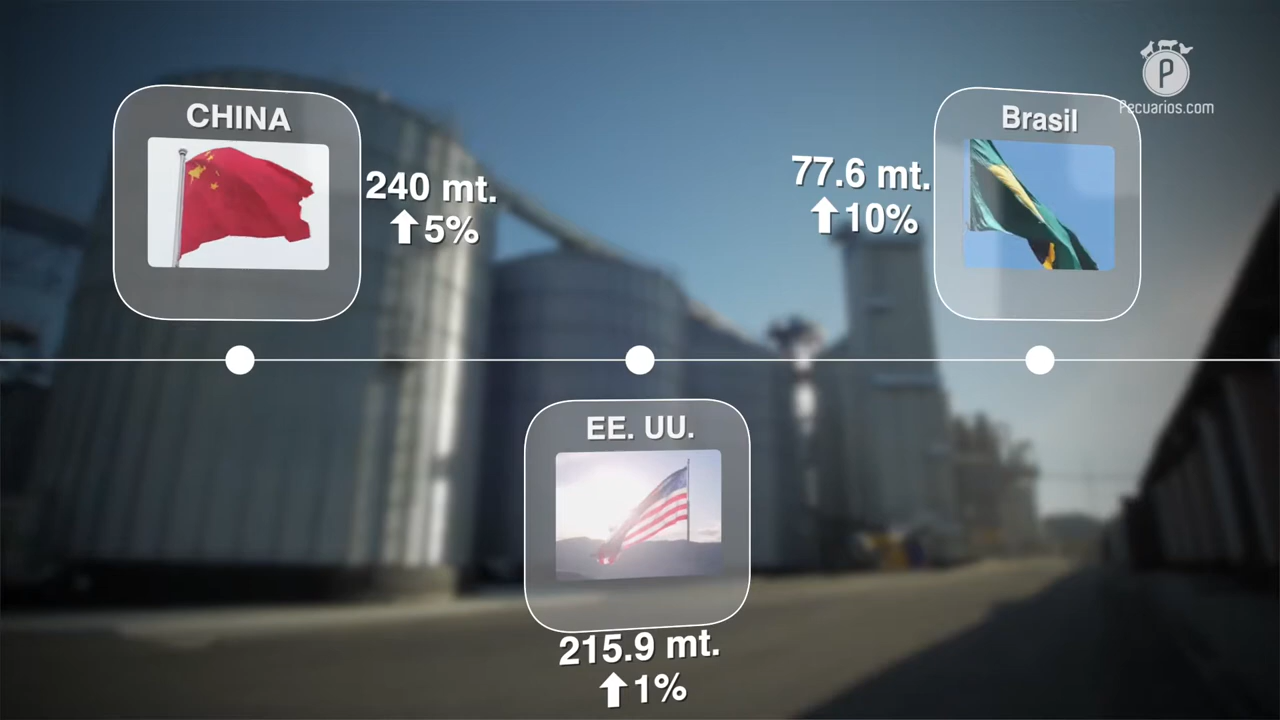 CHINA
240 mt.
5%
77.6 mt.
10%
Brasil
P
Pecuarios.com
EE. UU.
215.9 mt.
1%